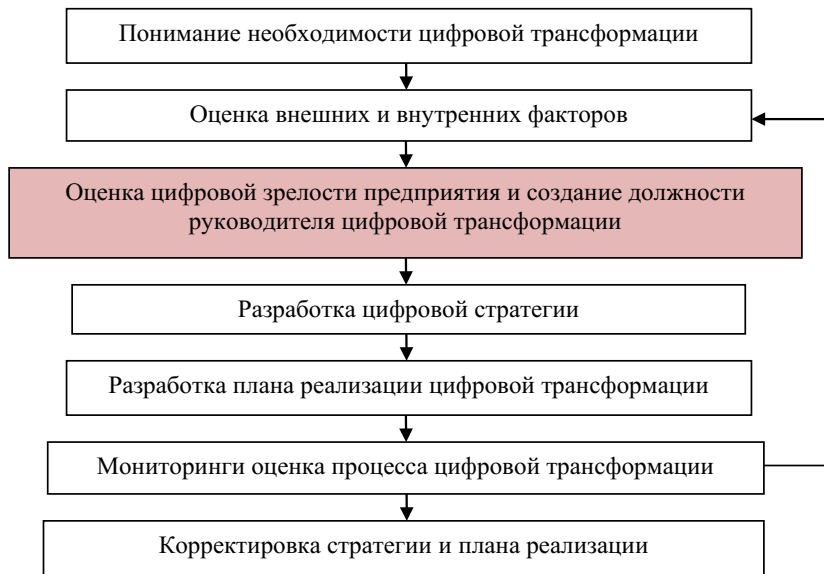 Понимание необходимости цифровой трансформации
Оценка внешних и внутренних факторов
Оценка цифровой зрелости предприятия и создание должности
руководителя цифровой трансформации
Разработка цифровой стратегии
Разработка плана реализации цифровой трансформации
Мониторинги оценка процесса цифровой трансформации
Корректировка стратегии и плана реализации